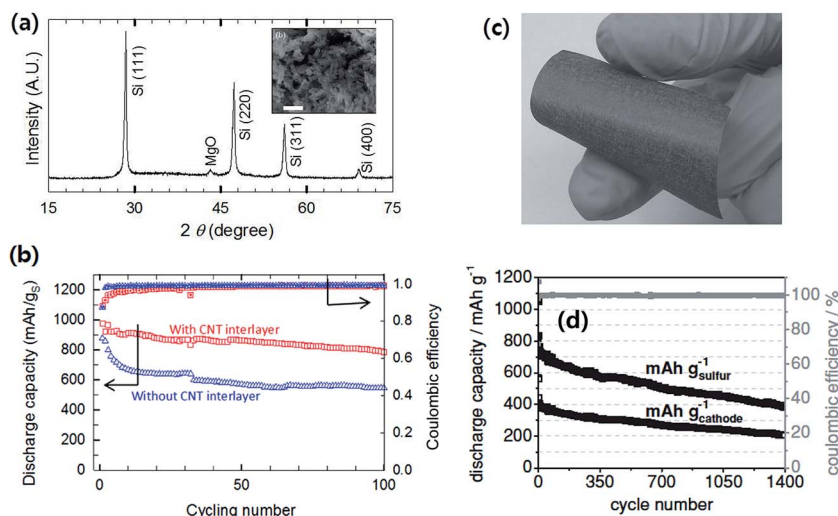 (a)
Intensity (A.U.)
Si (111)
MgO
Si (220)
Si (311)
Si (400)
(b)
15 30 45 60 75
2 θ (degree)
(b)
Discharge capacity (mAh/gS)
1200
1000
800
600
400
200
0
With CNT interlayer
Without CNT interlayer
1.0
0.8
0.6
0.4
0.2
0.0
Coulombic efficiency
0 50 100
Cycling number
(c)
(d)
discharge capacity / mAh g-1
1200
1000
800
600
400
200
0
mAh g-1sulfur
mAh g-1cathode
100
80
60
40
20
0
coulombic efficiency / %
0 350 700 1050 1400
cycle number